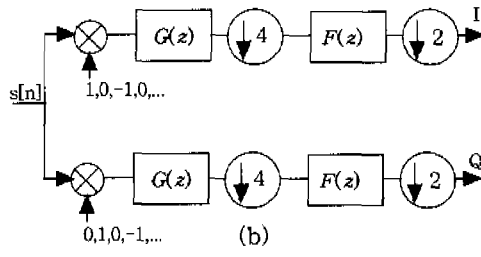 I
G(z) 4 F(z) 2
1,0,-1,0,...
s[n]
Q
G(z) 4 F(z) 2
0,1,0,-1,...
(b)